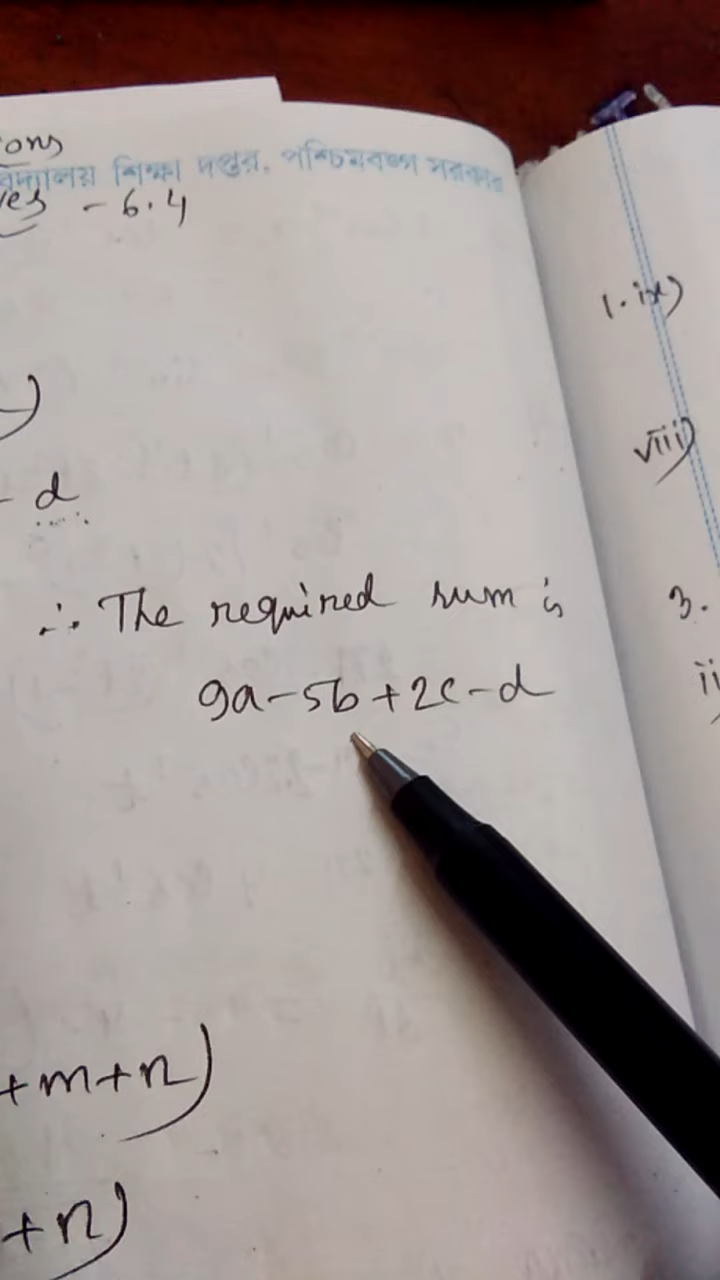 ons
বিদ্যালয় শিক্ষা দপ্তর, পশ্চিমবঙ্গ সরকার
- 6.4
1. ix)
)
viii)
- d
∴ The required sum is
3.
9a-5b+2c-d
ii
+m+n)
+n)